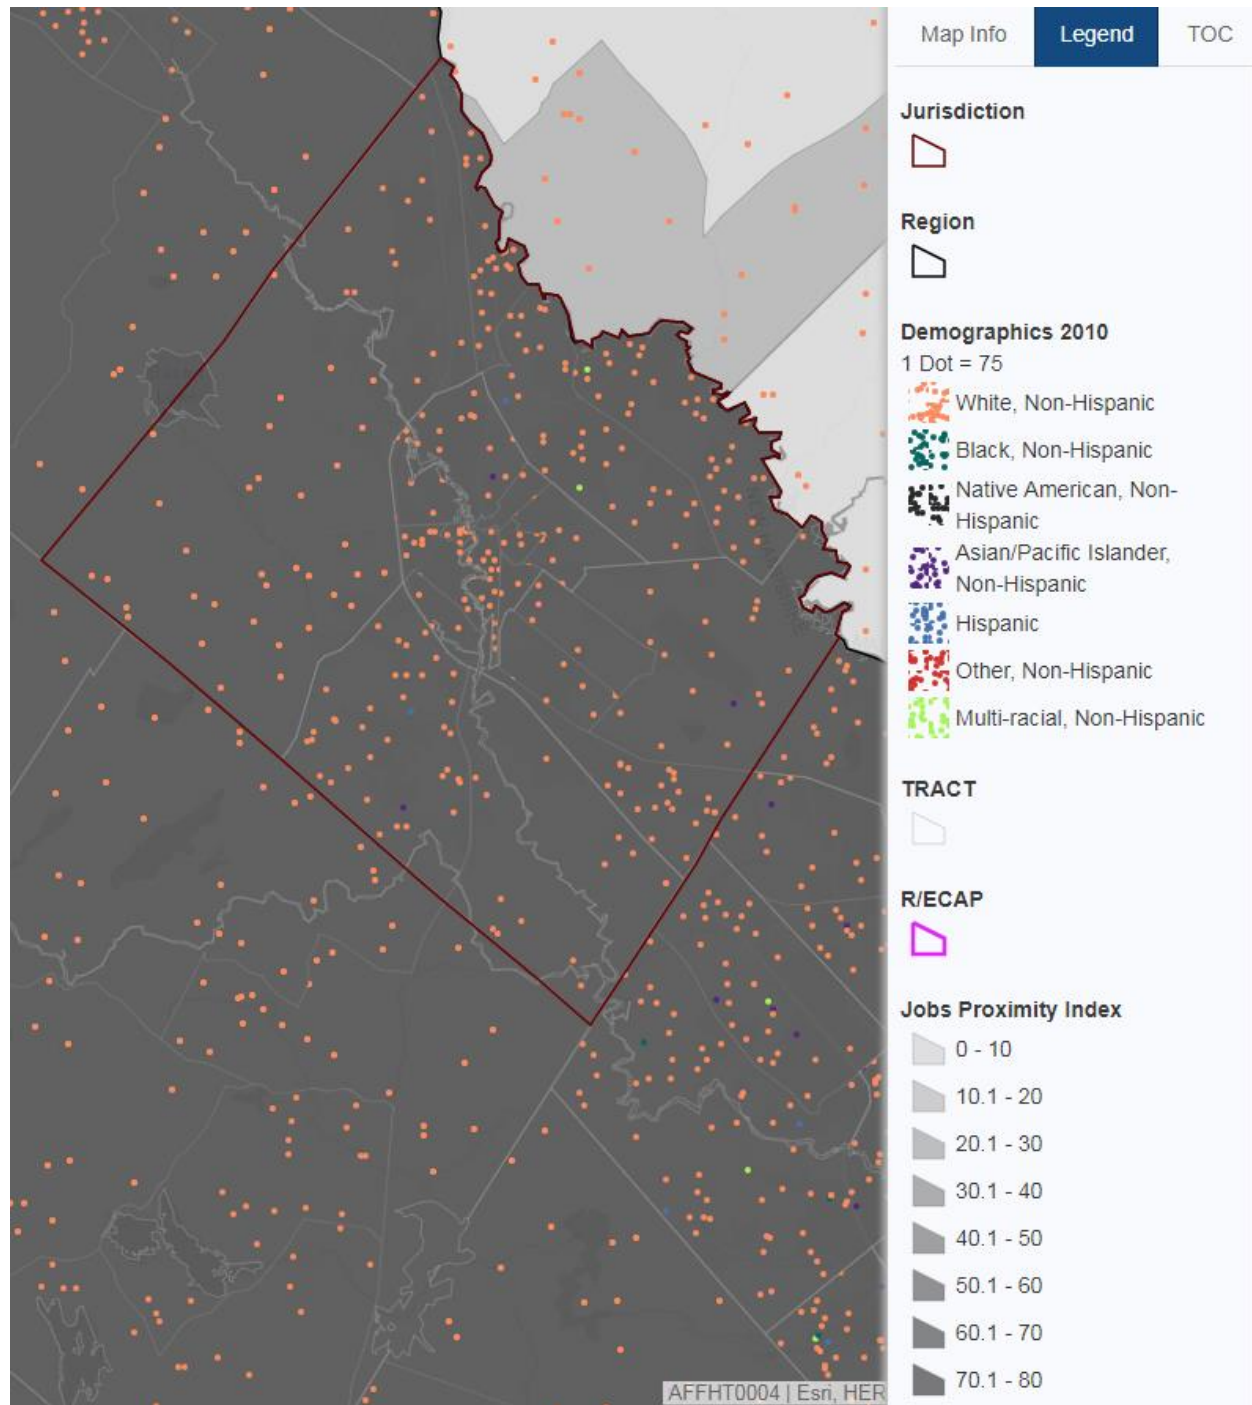 Map Info
Legend
TOC
Jurisdiction
Region
Demographics 2010
1 Dot = 75
White, Non-Hispanic
Black, Non-Hispanic
Native American, Non-
Hispanic
Asian/Pacific Islander,
Non-Hispanic
Hispanic
Other, Non-Hispanic
Multi-racial, Non-Hispanic
TRACT
R/ECAP
Jobs Proximity Index
0 - 10
10.1 - 20
20.1 - 30
30.1 - 40
40.1 - 50
50.1 - 60
60.1 - 70
70.1 - 80
AFFHT0004 | Esri, HER